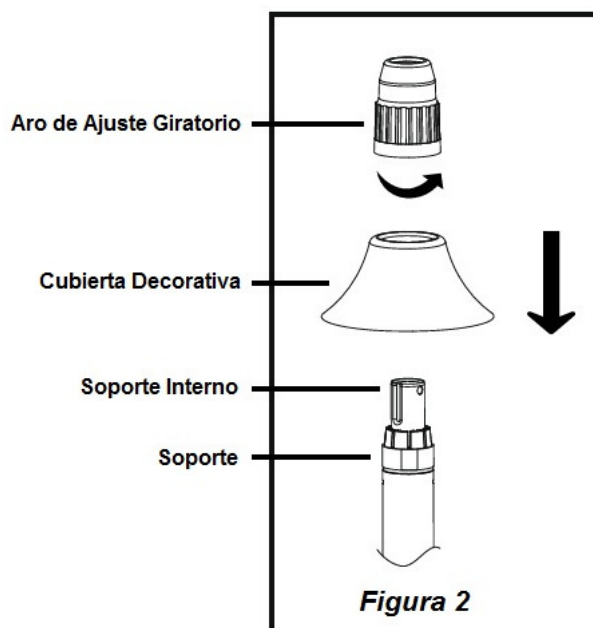 Aro de Ajuste Giratorio
Cubierta Decorativa
Soporte Interno
Soporte
Figura 2